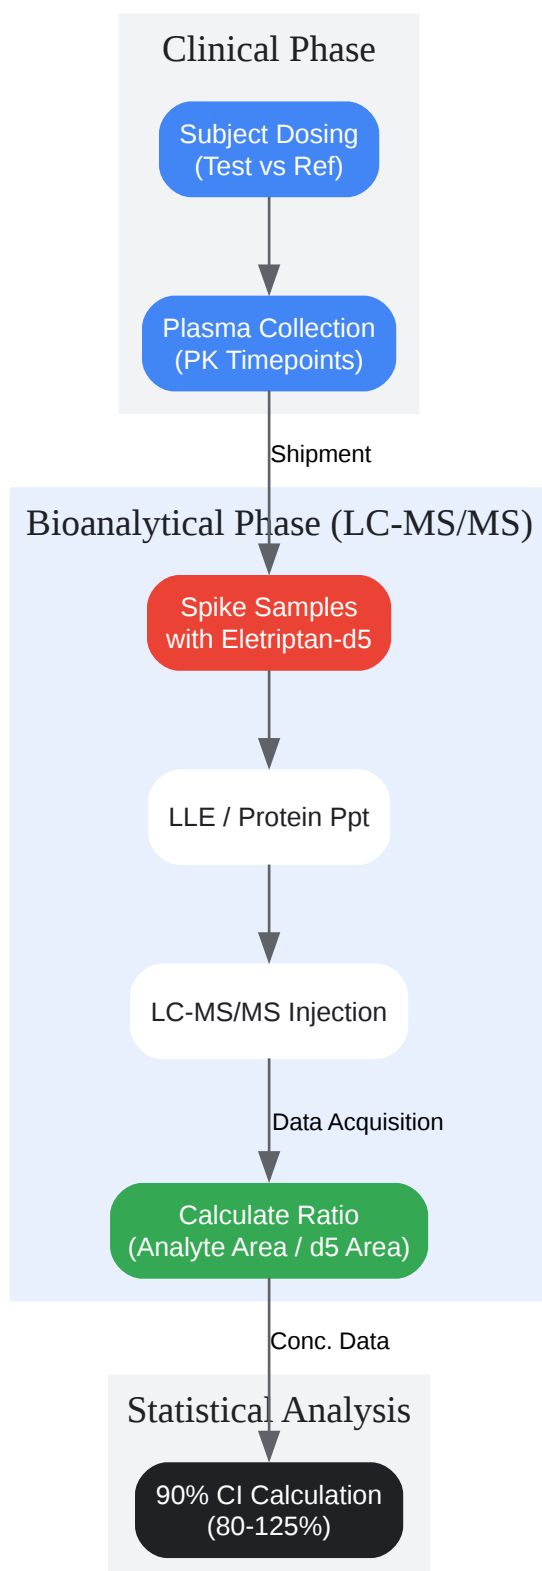 Clinical Phase
Subject Dosing
(Test vs Ref)
Plasma Collection
(PK Timepoints)
Shipment
Bioanalytical Phase (LC-MS/MS)
Spike Samples
with Eletriptan-d5
LLE / Protein Ppt
LC-MS/MS Injection
Data Acquisition
Calculate Ratio
(Analyte Area / d5 Area)
Conc. Data
Statistical Analysis
90% CI Calculation
(80-125%)